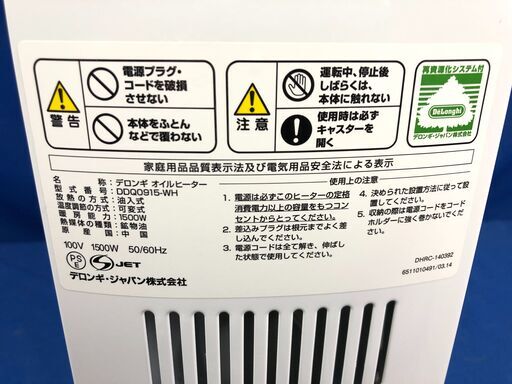 警告
電源プラグ・
コードを破損
させない
本体をふとん
などで覆わない
注意
運転中、停止後
しばらくは、
本体に触れない
使用時は必ず
キャスターを
開く
再資源化システム付
DeLonghi
デロンギ・ジャパン株式会社
家庭用品品質表示法及び電気用品安全法による表示
名称：デロンギ オイルヒーター
型式番号：DDQ0915-WH
放熱式：油入式
温度調節：可変式
暖房能力：1500W
熱媒体の種類：鉱物油
原産国：中国
100V 1500W 50/60Hz
PS
E
JET
デロンギ・ジャパン株式会社
使用上の注意
1. 電源は必ずこのヒーターの定格
消費電力以上の容量をもつコン
セントからとってください。
2. 差込みプラグは根元までよく差
し込んでください。
3. 電源コードは全て解き、伸ばし
た状態で使用してください。
4. 決められた設置方法に従って設
置してください。
5. 収納の際は電源コードをコード
ホルダーに強く巻かないでくだ
さい。
DHRC-140392
6511010491/03.14